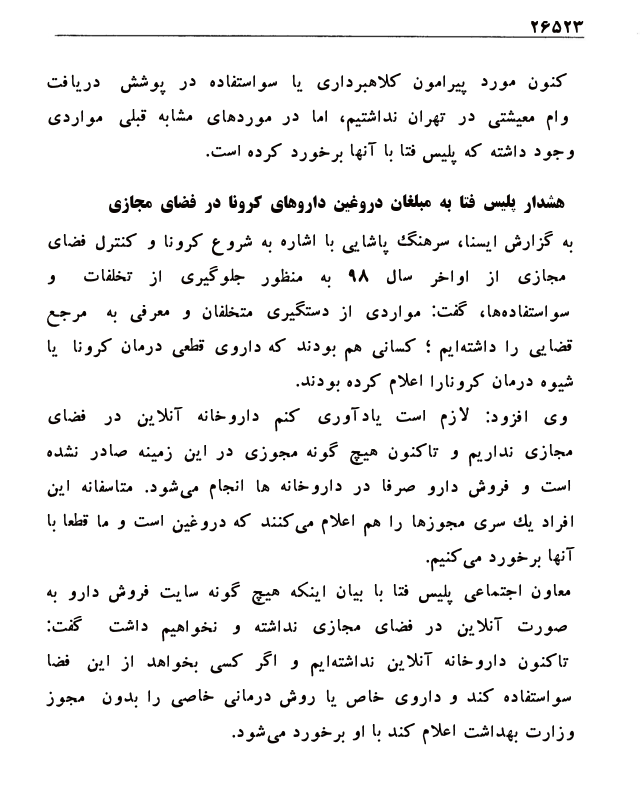 ۲۶۵۲۳
کنون مورد پیرامون کلاهبرداری یا سواستفاده در پوشش دریافت
وام معیشتی در تهران نداشتیم، اما در موردهای مشابه قبلی مواردی
وجود داشته که پلیس فتا با آنها برخورد کرده است.
هشدار پلیس فتا به مبلغان دروغین داروهای کرونا در فضای مجازی
به گزارش ایسنا، سرهنگ پاشایی با اشاره به شروع کرونا و کنترل فضای
مجازی از اواخر سال ۹۸ به منظور جلوگیری از تخلفات و
سواستفاده‌ها، گفت: مواردی از دستگیری متخلفان و معرفی به مرجع
قضایی را داشته‌ایم ؛ کسانی هم بودند که داروی قطعی درمان کرونا یا
شیوه درمان کرونارا اعلام کرده بودند.
وی افزود: لازم است یادآوری کنم داروخانه آنلاین در فضای
مجازی نداریم و تاکنون هیچ گونه مجوزی در این زمینه صادر نشده
است و فروش دارو صرفا در داروخانه ها انجام می‌شود. متاسفانه این
افراد یك سری مجوزها را هم اعلام می‌کنند که دروغین است و ما قطعا با
آنها برخورد می‌کنیم.
معاون اجتماعی پلیس فتا با بیان اینکه هیچ گونه سایت فروش دارو به
صورت آنلاین در فضای مجازی نداشته و نخواهیم داشت گفت:
تاکنون داروخانه آنلاین نداشته‌ایم و اگر کسی بخواهد از این فضا
سواستفاده کند و داروی خاص یا روش درمانی خاصی را بدون مجوز
وزارت بهداشت اعلام کند با او برخورد می‌شود.